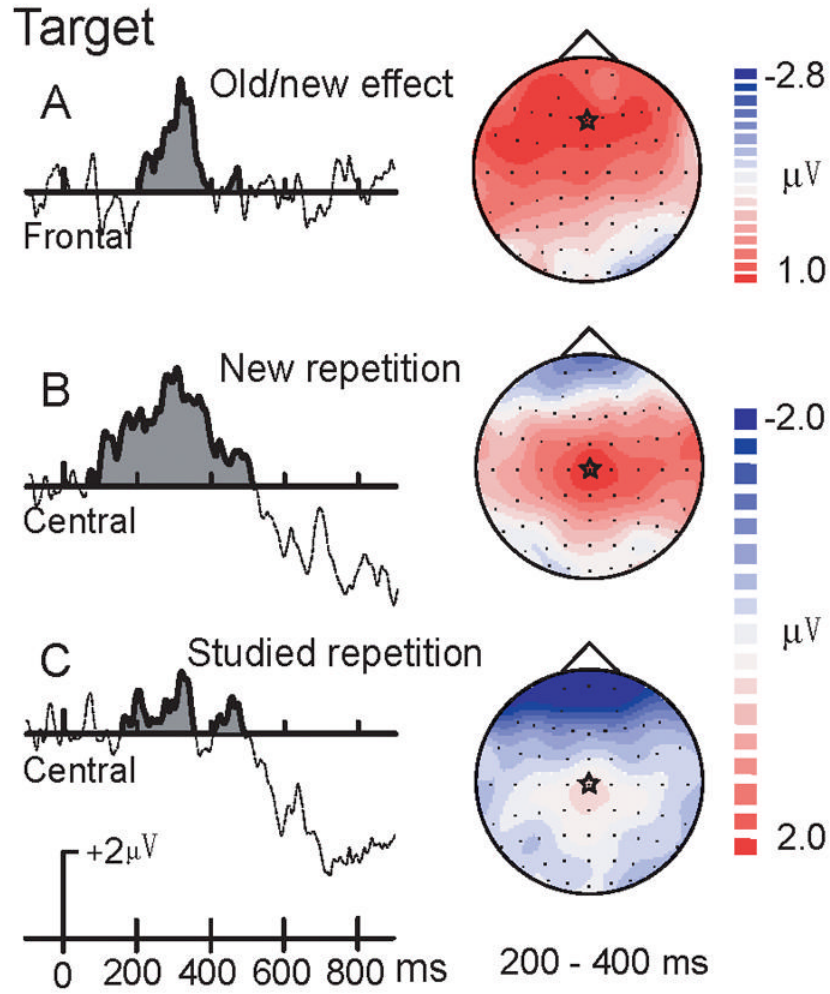 Target
A
Old/new effect
Frontal
-2.8
μV
1.0
B
New repetition
Central
-2.0
μV
2.0
C
Studied repetition
Central
+2μV
0 200 400 600 800 ms
200 - 400 ms